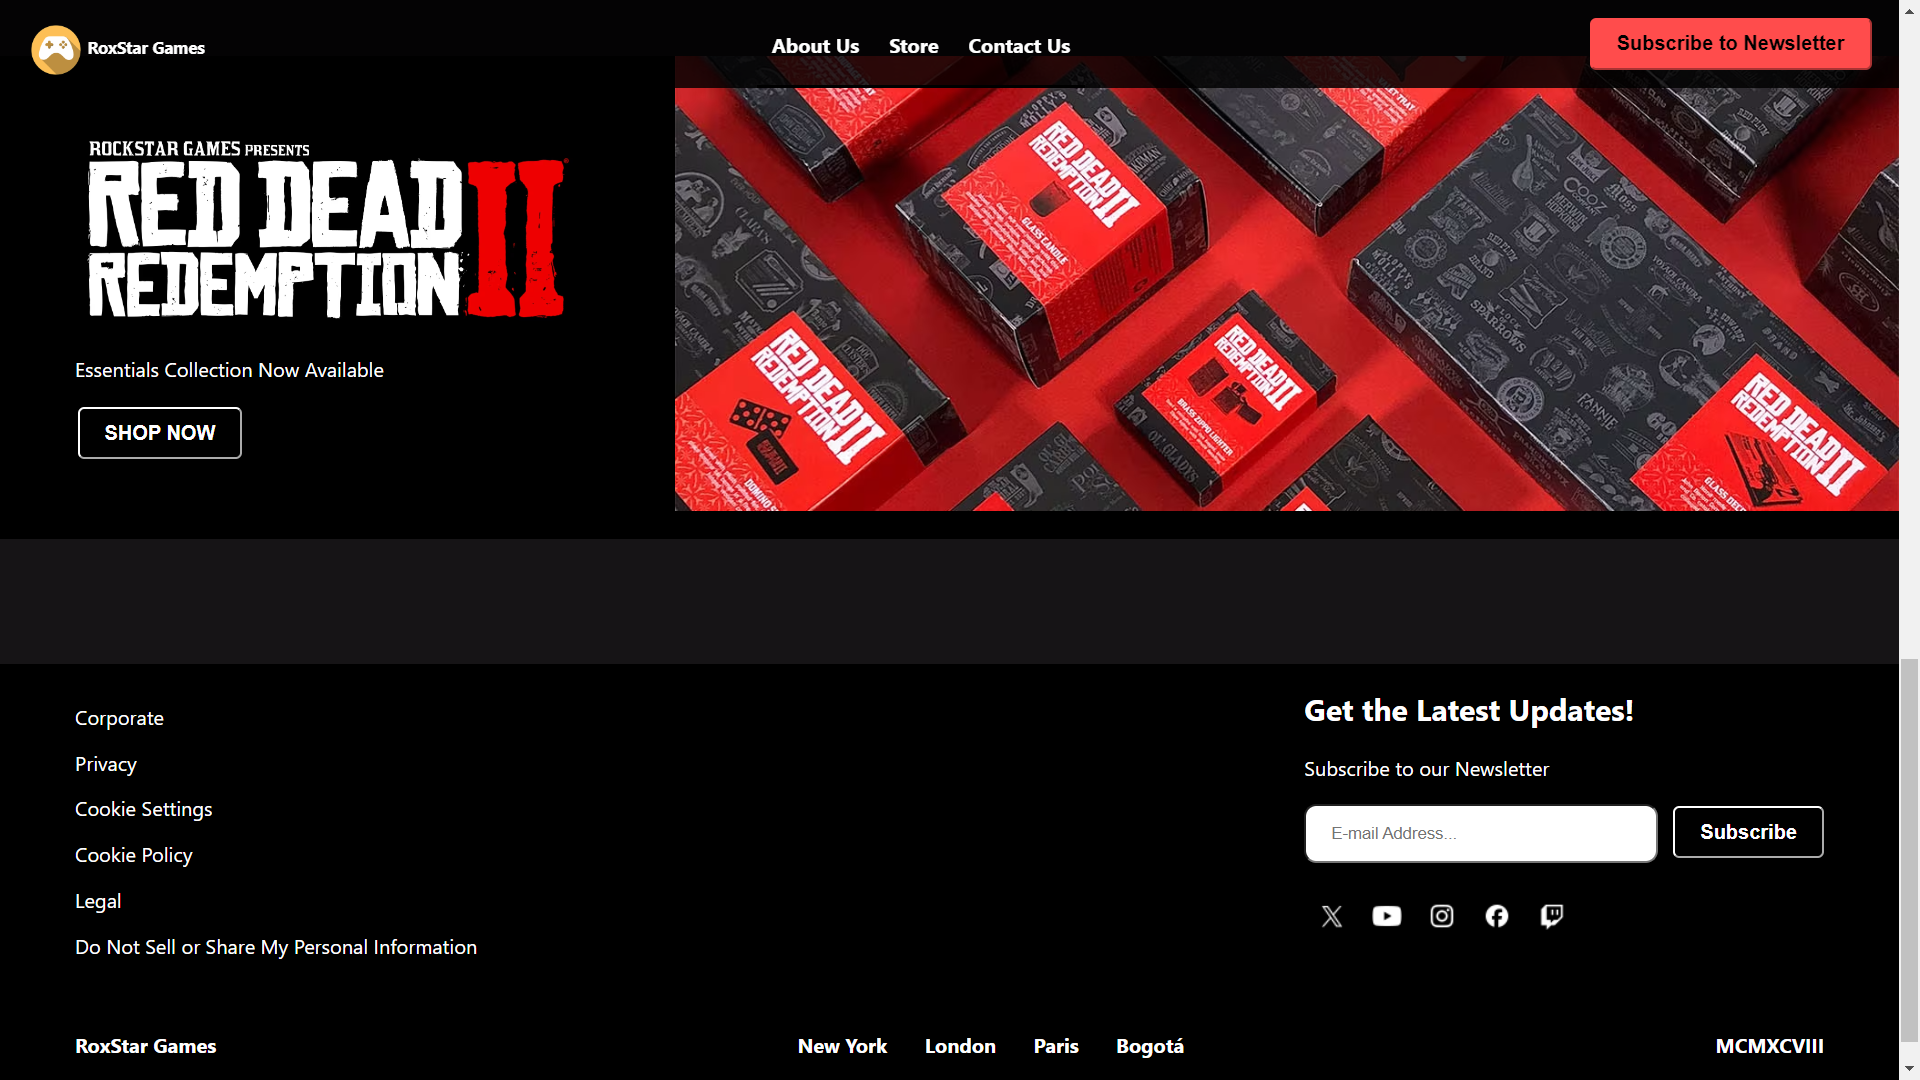 RoxStar Games
About Us
Store
Contact Us
Subscribe to Newsletter
ROCKSTAR GAMES PRESENTS
RED DEAD
REDEMPTION II
Essentials Collection Now Available
SHOP NOW
RED DEAD
REDEMPTION II
GLASS CANDLE
RED DEAD
REDEMPTION II
BRASS ZIPPO LIGHTER
RED DEAD
REDEMPTION II
RED DEAD
REDEMPTION II
SPARROWS
FANNIE
Corporate
Privacy
Cookie Settings
Cookie Policy
Legal
Do Not Sell or Share My Personal Information
Get the Latest Updates!
Subscribe to our Newsletter
E-mail Address...
Subscribe
RoxStar Games
New York
London
Paris
Bogotá
MCMXCVIII